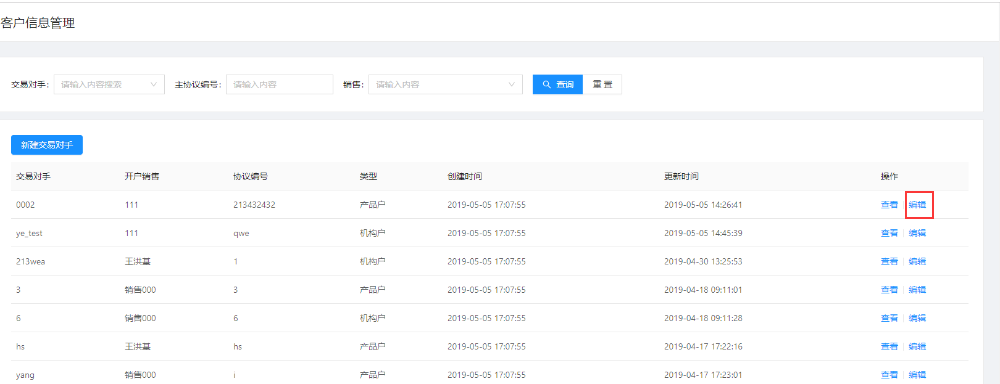 客户信息管理
交易对手: 请输入内容搜索 主协议编号: 请输入内容 销售: 请输入内容 查询 重置
新建交易对手
交易对手 开户销售 协议编号 类型 创建时间 更新时间 操作
0002 111 213432432 产品户 2019-05-05 17:07:55 2019-05-05 14:26:41 查看 编辑
ye_test 111 qwe 机构户 2019-05-05 17:07:55 2019-05-05 14:45:39 查看 编辑
213wea 王洪基 1 机构户 2019-05-05 17:07:55 2019-04-30 13:25:53 查看 编辑
3 销售000 3 产品户 2019-05-05 17:07:55 2019-04-18 09:11:01 查看 编辑
6 销售000 6 机构户 2019-05-05 17:07:55 2019-04-18 09:11:28 查看 编辑
hs 王洪基 hs 产品户 2019-05-05 17:07:55 2019-04-17 17:22:16 查看 编辑
yang 销售000 i 产品户 2019-05-05 17:07:55 2019-04-17 17:23:01 查看 编辑